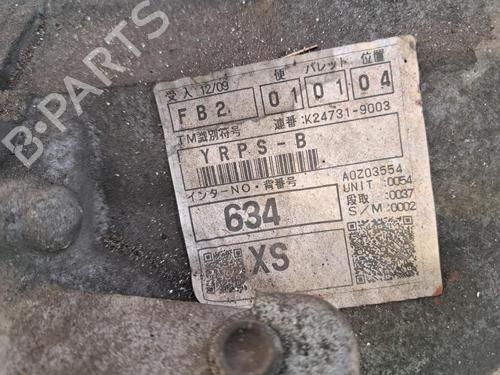 受入 12/09 便 パレット 位置
FB2 01 01 04
TM識別符号 連番:K24731-9003
YRPS-B
インターNO・背番号 A0Z03554
UNIT :0054
634 段取 :0037
S/M :0002
XS
B-PARTS
B-PARTS